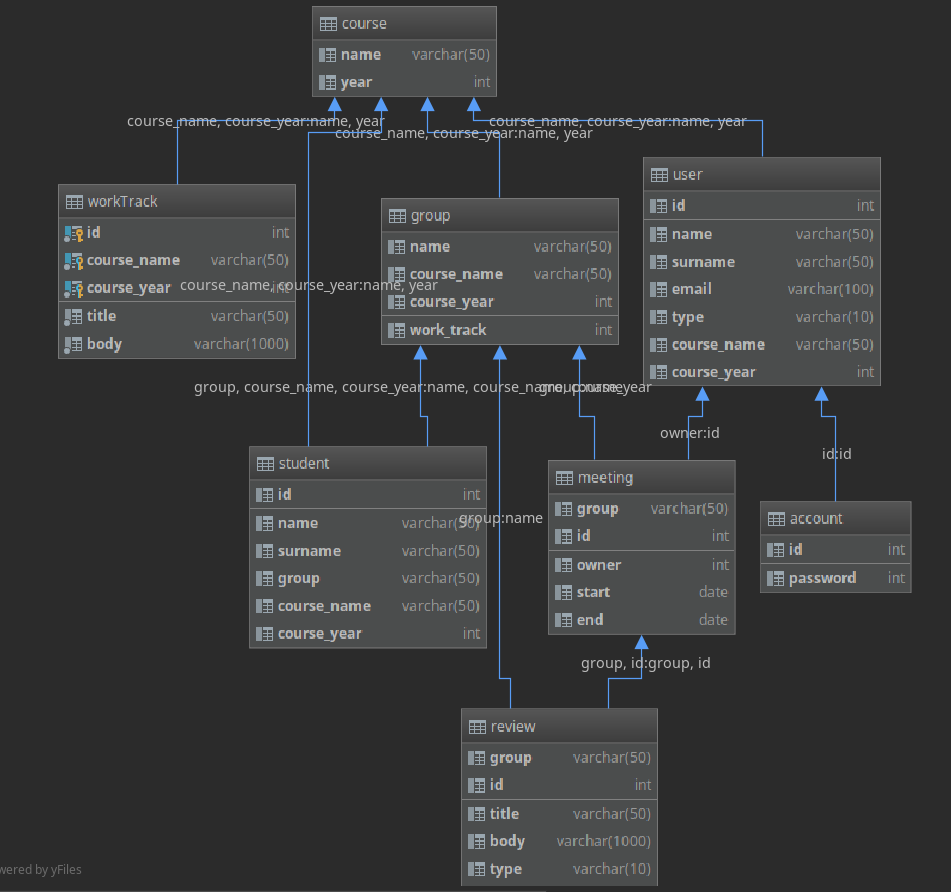 course
name varchar(50)
year int
course_name, course_year:name, year
course_name, course_year:name, year
course_name, course_year:name, year
workTrack
id int
course_name varchar(50)
course_year int
title varchar(50)
body varchar(1000)
course_name, course_year:name, year
group
name varchar(50)
course_name varchar(50)
course_year int
work_track int
user
id int
name varchar(50)
surname varchar(50)
email varchar(100)
type varchar(10)
course_name varchar(50)
course_year int
group, course_name, course_year:name, course_name, course_year
group:name
owner:id
id:id
student
id int
name varchar(50)
surname varchar(50)
group varchar(50)
course_name varchar(50)
course_year int
group:name
meeting
group varchar(50)
id int
owner int
start date
end date
account
id int
password int
group, id:group, id
review
group varchar(50)
id int
title varchar(50)
body varchar(1000)
type varchar(10)
wered by yFiles